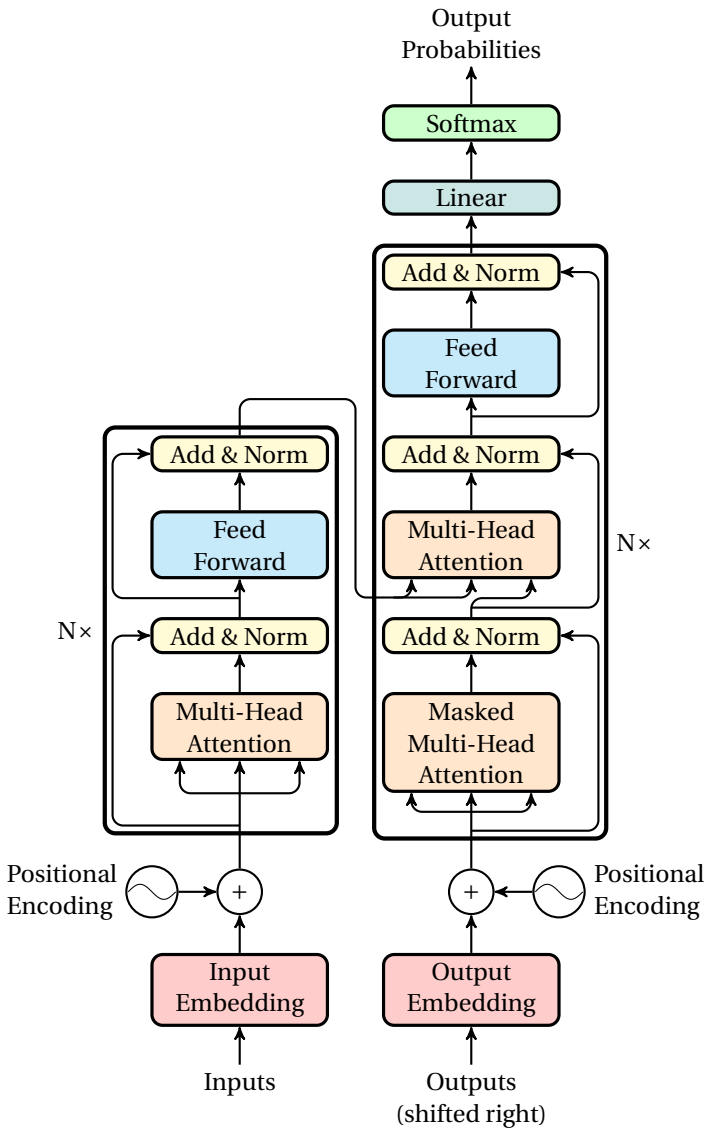 Output
Probabilities
Softmax
Linear
Add & Norm
Feed
Forward
Add & Norm
Multi-Head
Attention
N×
Add & Norm
Masked
Multi-Head
Attention
Add & Norm
Feed
Forward
N×
Add & Norm
Multi-Head
Attention
Positional
Encoding
+
+
Positional
Encoding
Input
Embedding
Output
Embedding
Inputs
Outputs
(shifted right)